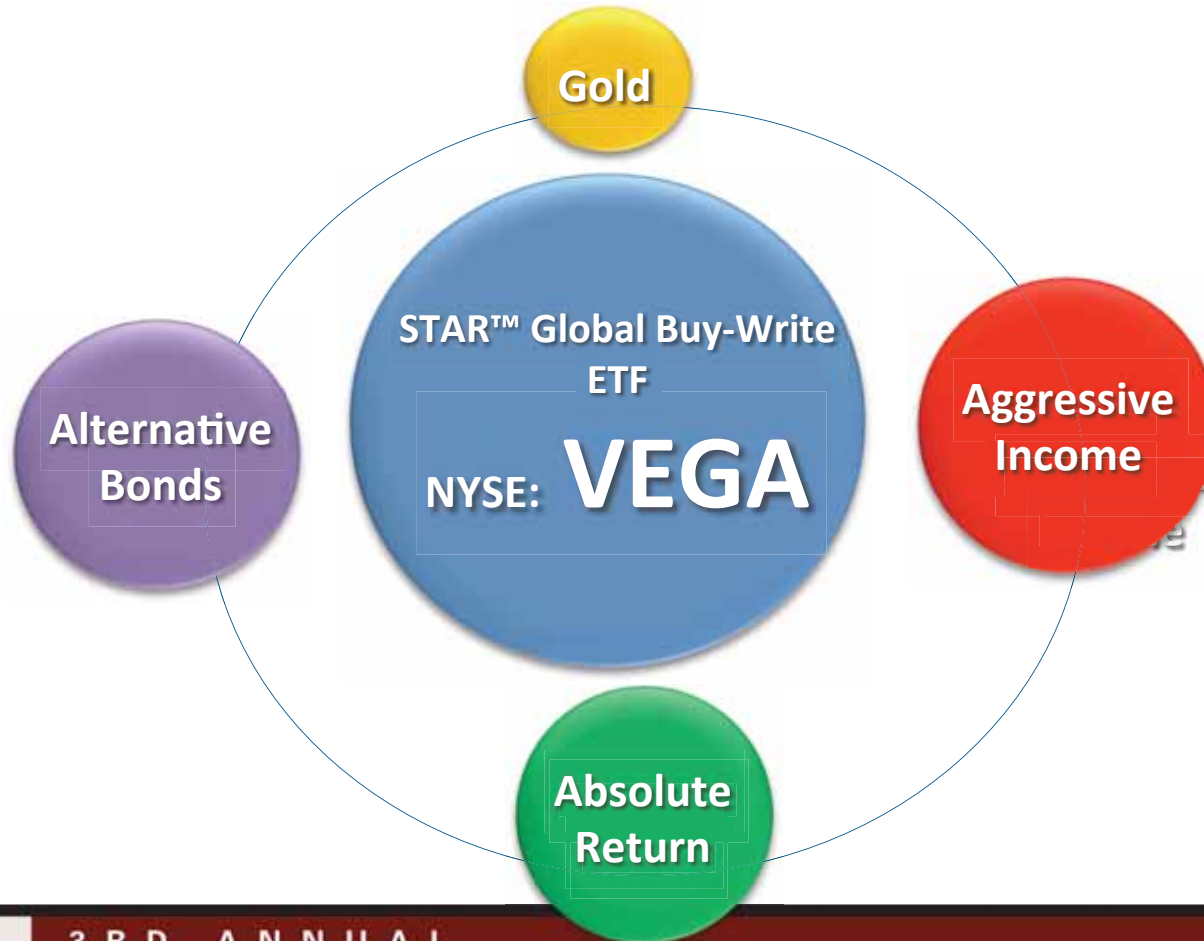 Gold
STAR™ Global Buy-Write
ETF
NYSE: VEGA
Alternative
Bonds
Aggressive
Income
Absolute
Return
3RD ANNUAL